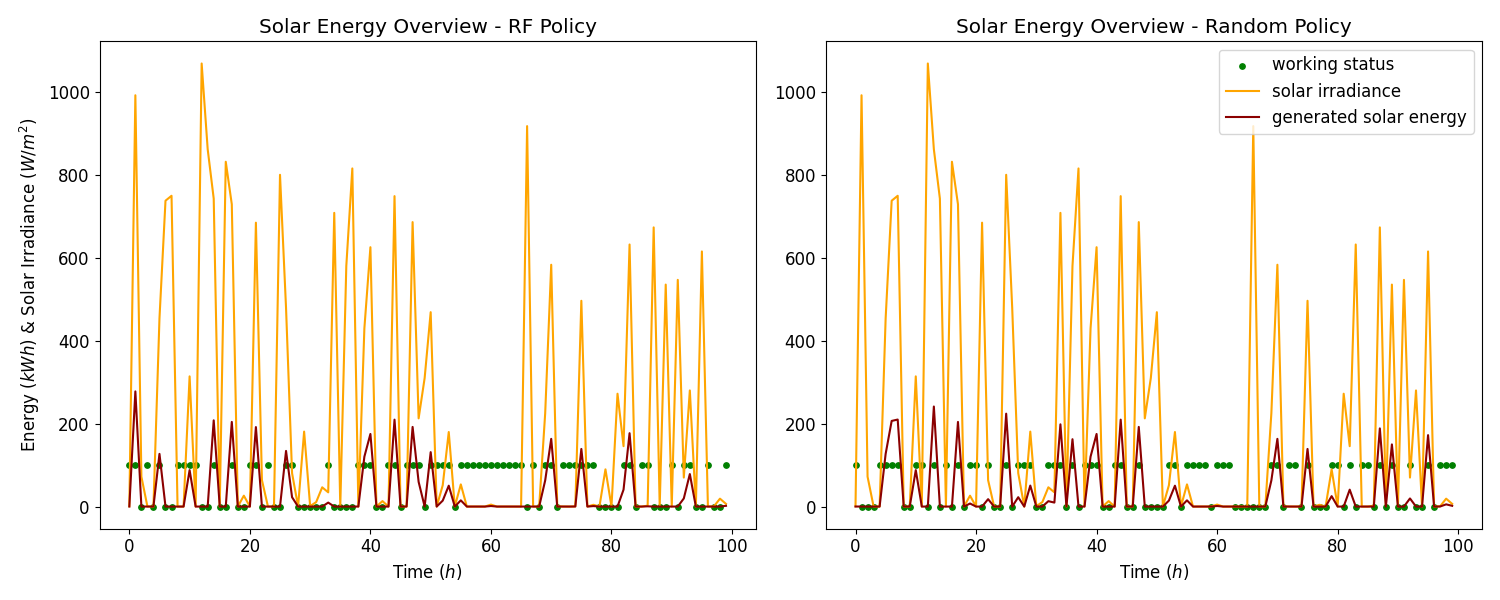 Solar Energy Overview - RF Policy
Energy (kWh) & Solar Irradiance (W/m²)
1000
800
600
400
200
0
0 20 40 60 80 100
Time (h)
Solar Energy Overview - Random Policy
working status
solar irradiance
generated solar energy
1000
800
600
400
200
0
0 20 40 60 80 100
Time (h)